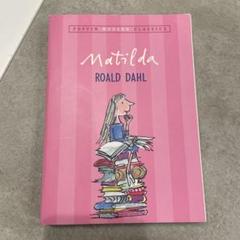 PUFFIN MODERN CLASSICS
Matilda
ROALD DAHL